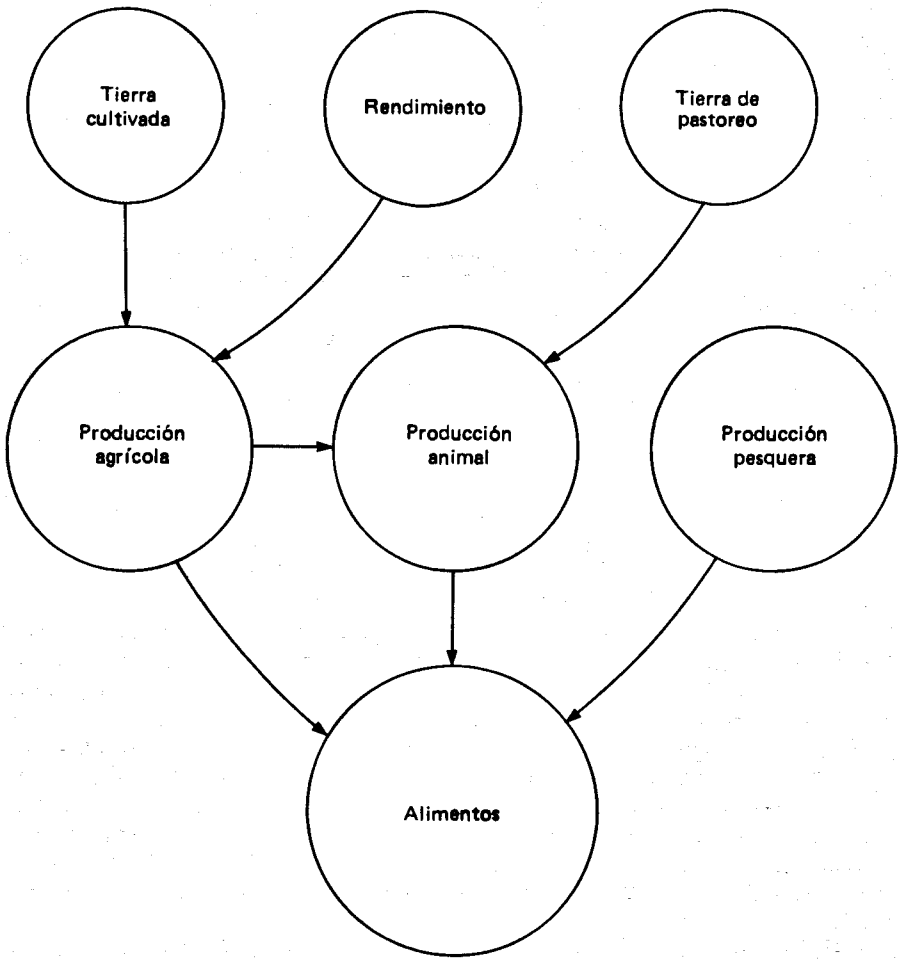 Tierra
cultivada
Rendimiento
Tierra de
pastoreo
Producción
agrícola
Producción
animal
Producción
pesquera
Alimentos